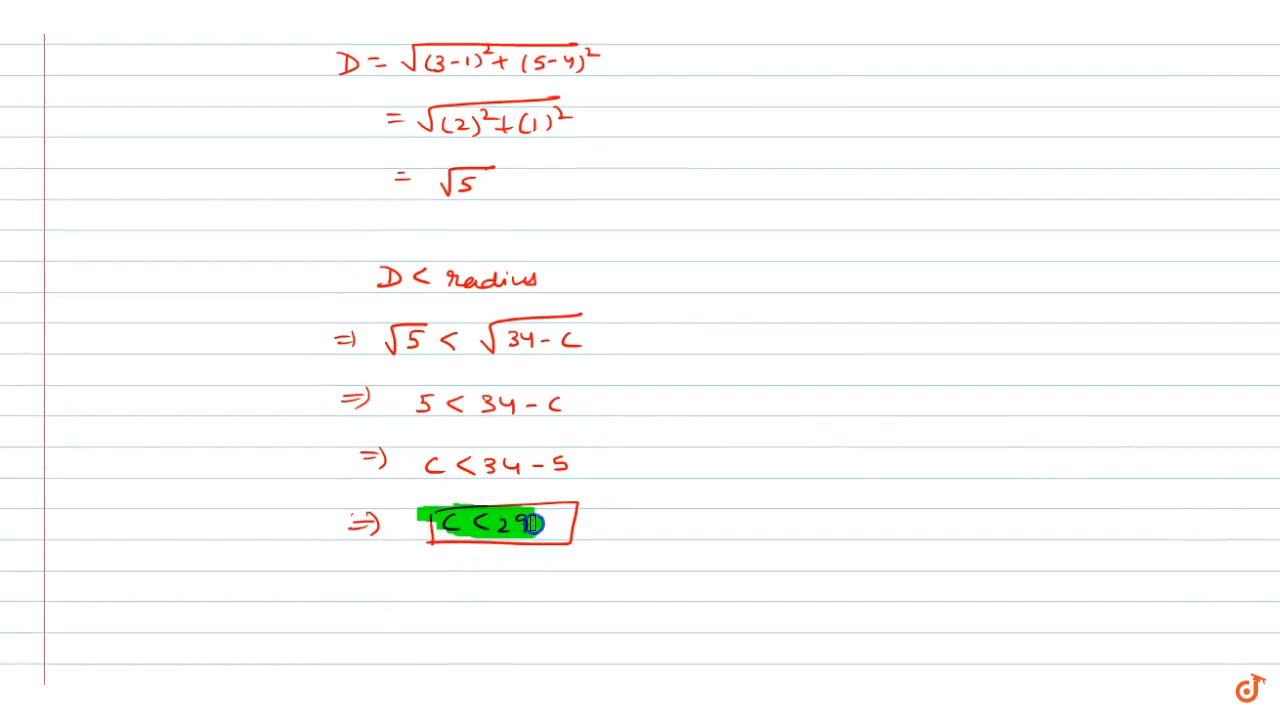 D = √(3-1)² + (5-4)²
= √(2)² + (1)²
= √5
D < radius
⇒ √5 < √34 - C
⇒ 5 < 34 - C
⇒ C < 34 - 5
⇒ C < 29